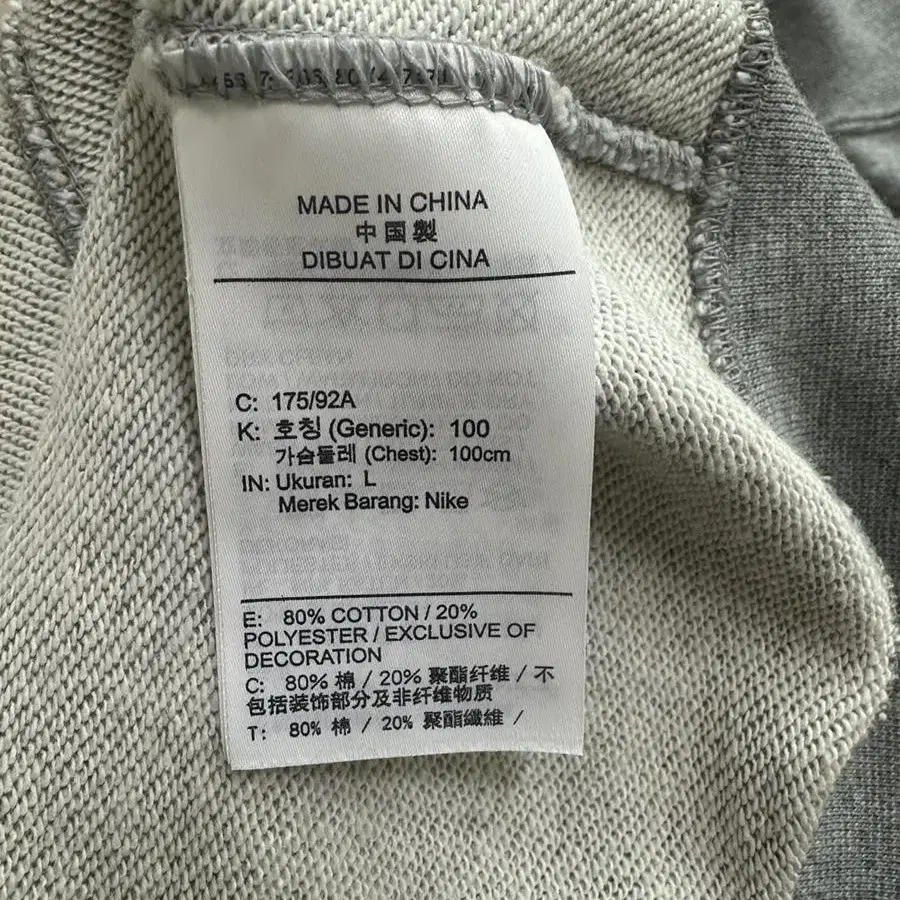 MADE IN CHINA
中国製
DIBUAT DI CINA
C: 175/92A
K: 호칭 (Generic): 100
가슴둘레 (Chest): 100cm
IN: Ukuran: L
Merek Barang: Nike
E: 80% COTTON / 20%
POLYESTER / EXCLUSIVE OF
DECORATION
C: 80% 棉 / 20% 聚酯纤维 / 不
包括装饰部分及非纤维物质
T: 80% 棉 / 20% 聚酯纖維 /